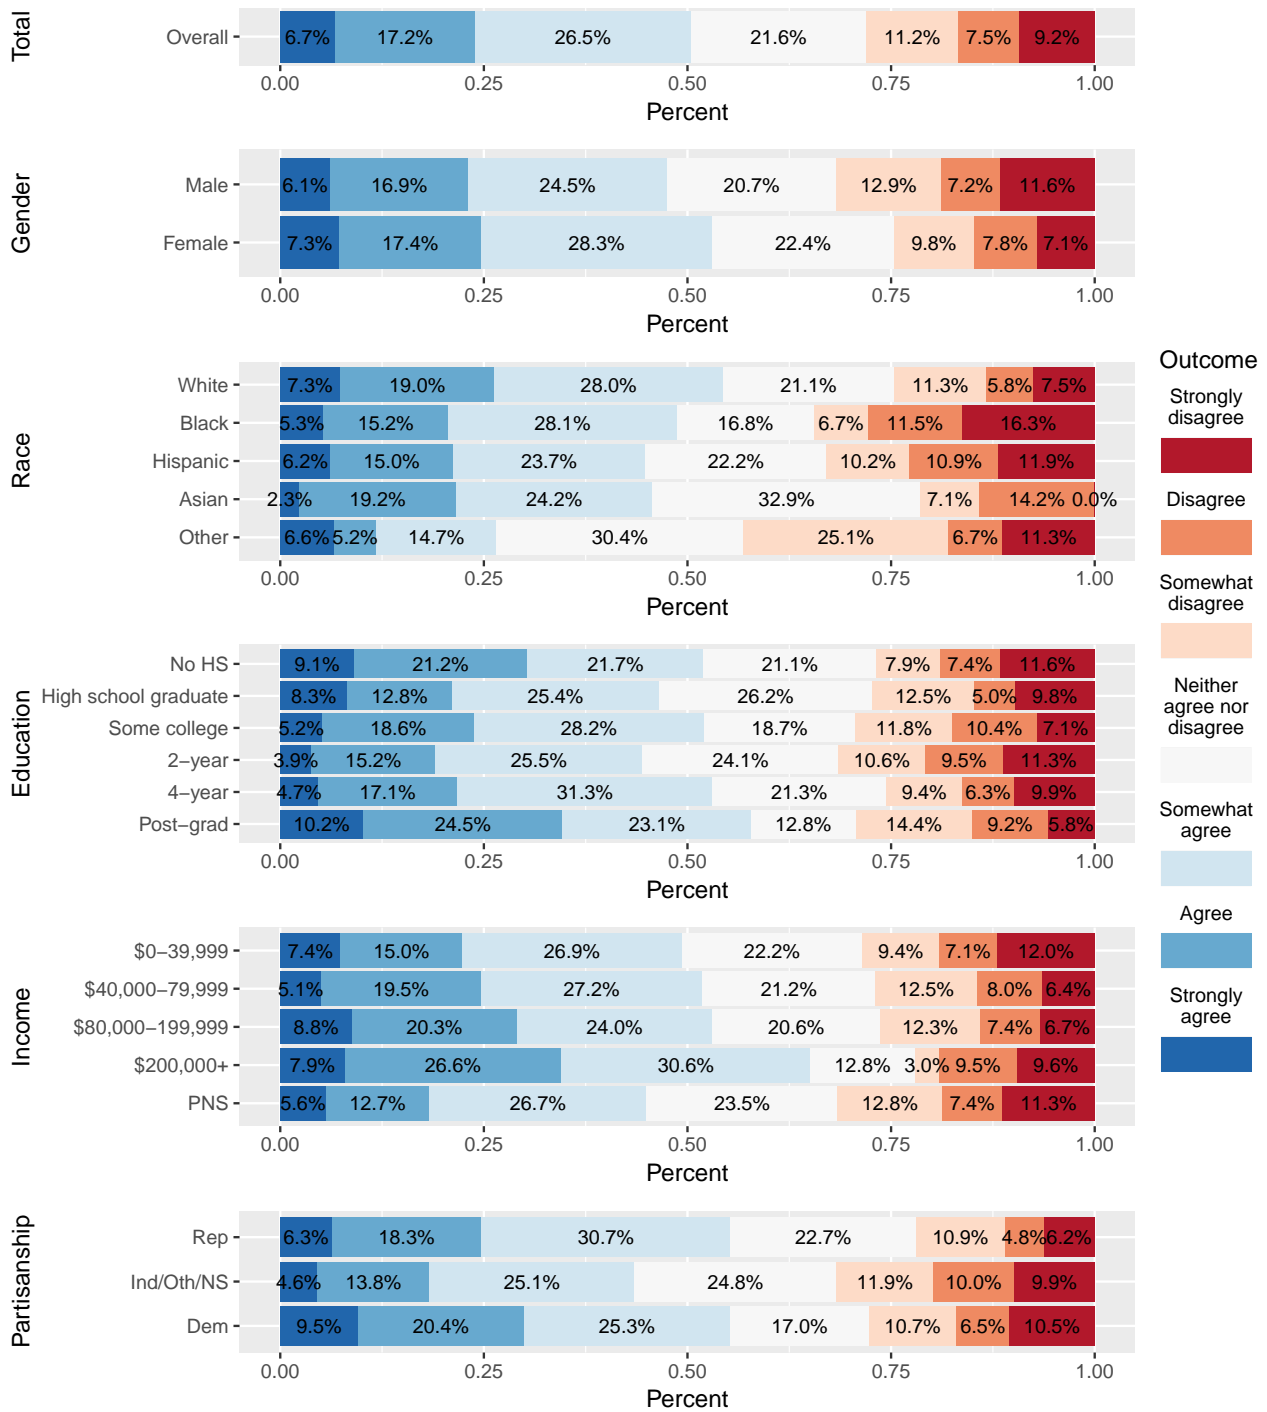 Total
Overall
6.7% 17.2% 26.5% 21.6% 11.2% 7.5% 9.2%
0.00 0.25 0.50 0.75 1.00
Percent
Gender
Male
6.1% 16.9% 24.5% 20.7% 12.9% 7.2% 11.6%
Female
7.3% 17.4% 28.3% 22.4% 9.8% 7.8% 7.1%
0.00 0.25 0.50 0.75 1.00
Percent
Race
White
7.3% 19.0% 28.0% 21.1% 11.3% 5.8% 7.5%
Black
5.3% 15.2% 28.1% 16.8% 6.7% 11.5% 16.3%
Hispanic
6.2% 15.0% 23.7% 22.2% 10.2% 10.9% 11.9%
Asian
2.3% 19.2% 24.2% 32.9% 7.1% 14.2% 0.0%
Other
6.6% 5.2% 14.7% 30.4% 25.1% 6.7% 11.3%
0.00 0.25 0.50 0.75 1.00
Percent
Education
No HS
9.1% 21.2% 21.7% 21.1% 7.9% 7.4% 11.6%
High school graduate
8.3% 12.8% 25.4% 26.2% 12.5% 5.0% 9.8%
Some college
5.2% 18.6% 28.2% 18.7% 11.8% 10.4% 7.1%
2−year
3.9% 15.2% 25.5% 24.1% 10.6% 9.5% 11.3%
4−year
4.7% 17.1% 31.3% 21.3% 9.4% 6.3% 9.9%
Post−grad
10.2% 24.5% 23.1% 12.8% 14.4% 9.2% 5.8%
0.00 0.25 0.50 0.75 1.00
Percent
Income
$0−39,999
7.4% 15.0% 26.9% 22.2% 9.4% 7.1% 12.0%
$40,000−79,999
5.1% 19.5% 27.2% 21.2% 12.5% 8.0% 6.4%
$80,000−199,999
8.8% 20.3% 24.0% 20.6% 12.3% 7.4% 6.7%
$200,000+
7.9% 26.6% 30.6% 12.8% 3.0% 9.5% 9.6%
PNS
5.6% 12.7% 26.7% 23.5% 12.8% 7.4% 11.3%
0.00 0.25 0.50 0.75 1.00
Percent
Partisanship
Rep
6.3% 18.3% 30.7% 22.7% 10.9% 4.8% 6.2%
Ind/Oth/NS
4.6% 13.8% 25.1% 24.8% 11.9% 10.0% 9.9%
Dem
9.5% 20.4% 25.3% 17.0% 10.7% 6.5% 10.5%
0.00 0.25 0.50 0.75 1.00
Percent
Outcome
Strongly
disagree
Disagree
Somewhat
disagree
Neither
agree nor
disagree
Somewhat
agree
Agree
Strongly
agree